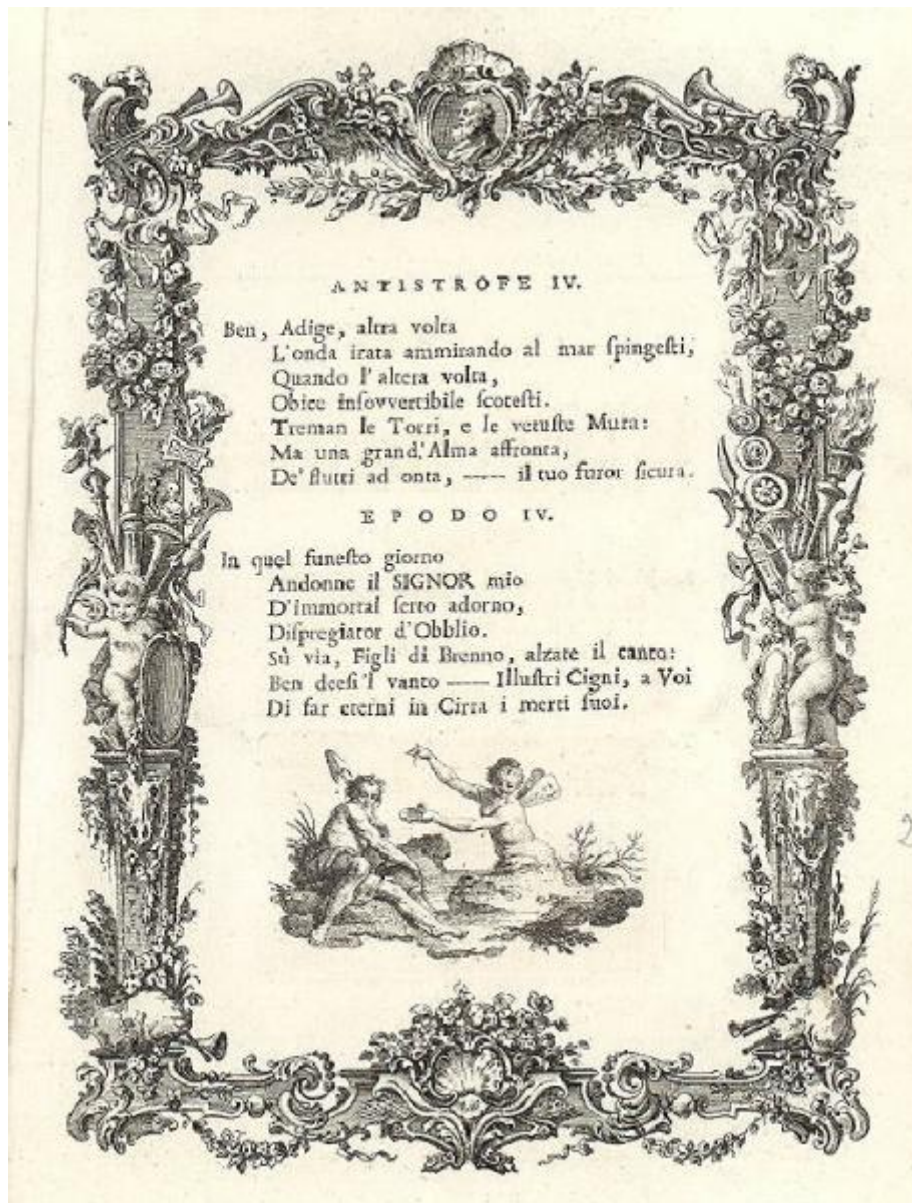 ANTISTROFE IV.
Ben, Adige, altra volta
L'onda irata ammirando al mar ſpingeſti,
Quando l'altera volta,
Obice inſovvertibile ſcoteſti.
Treman le Torri, e le vetuſte Mura:
Ma una grand'Alma affronta,
De' flutti ad onta, —— il tuo furor ſicura.
EPODO IV.
In quel funeſto giorno
Andonne il SIGNOR mio
D'immortal ſerto adorno,
Diſpregiator d'Obblio.
Sù via, Figli di Brenno, alzate il canto:
Ben deeſi 'l vanto —— Illuſtri Cigni, a Voi
Di far eterni in Cirra i merti ſuoi.